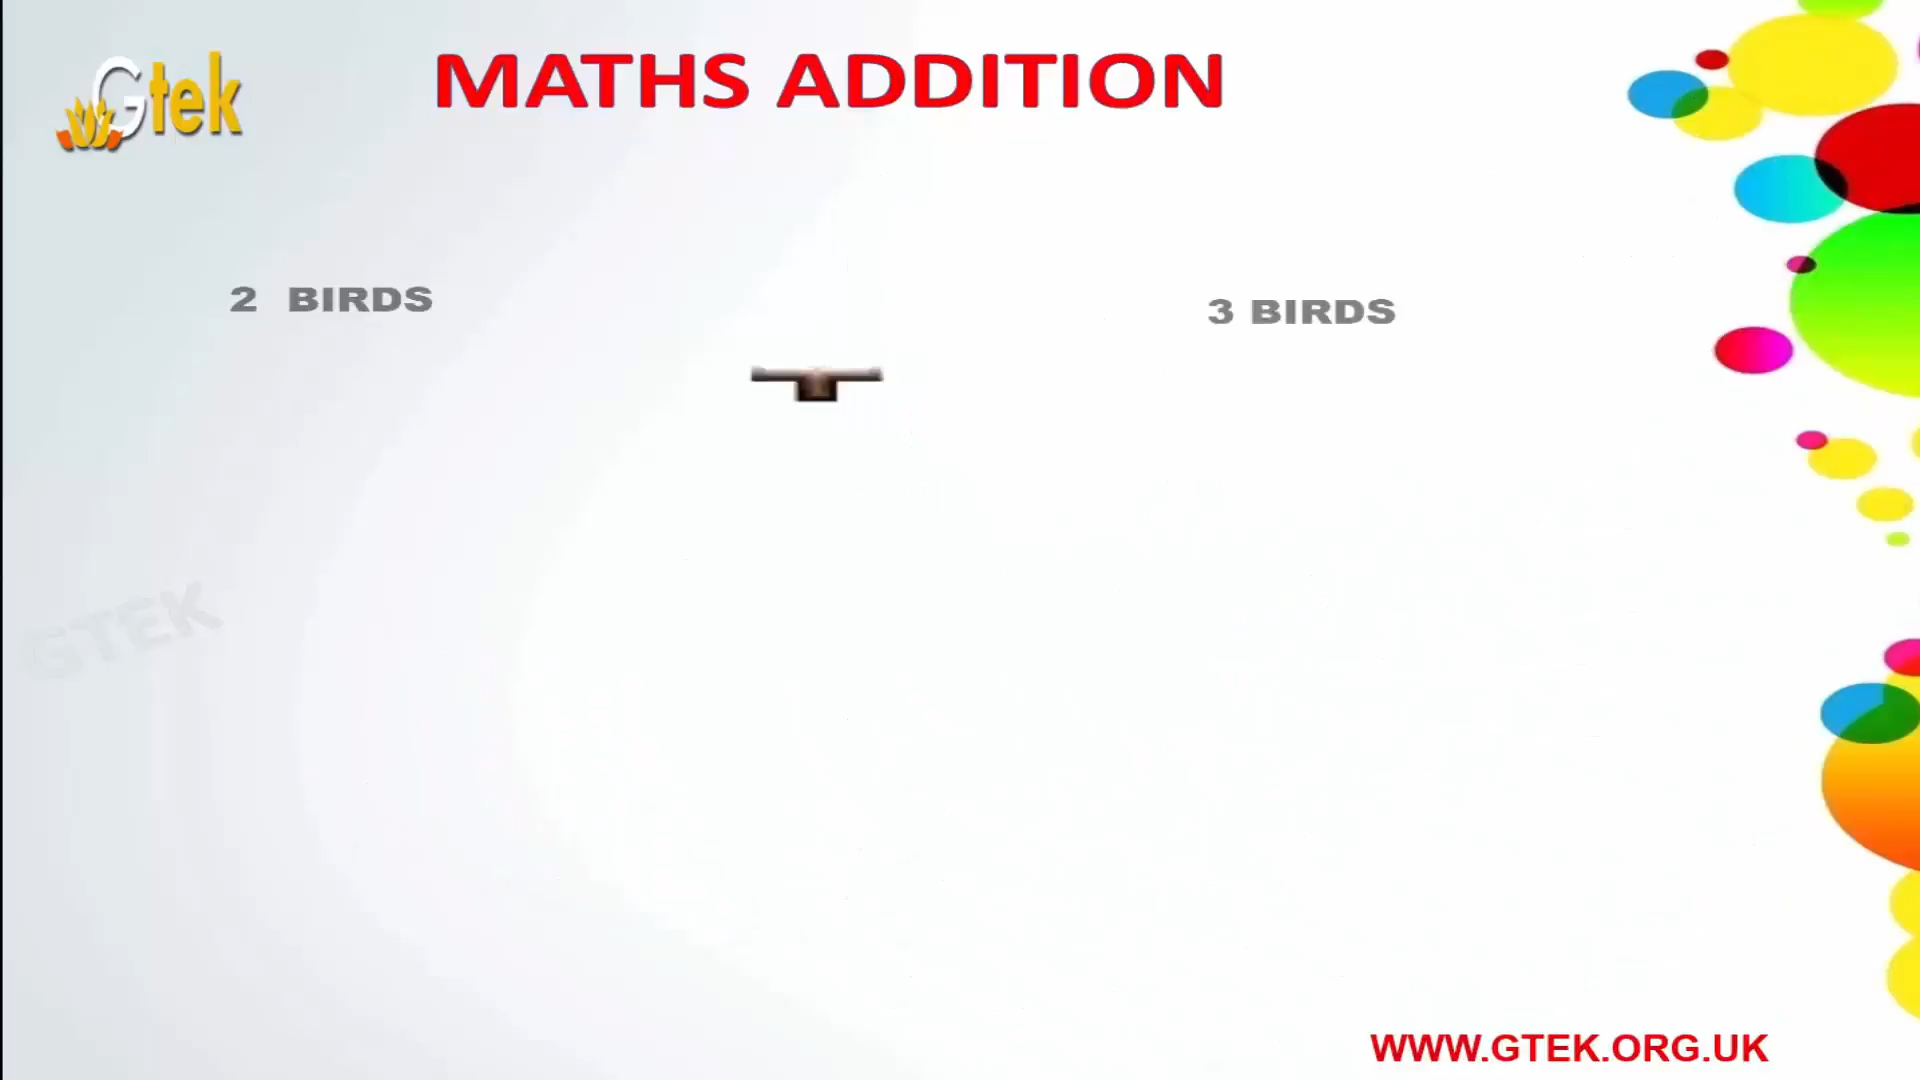 Gtek
MATHS ADDITION
2 BIRDS
3 BIRDS
GTEK
WWW.GTEK.ORG.UK